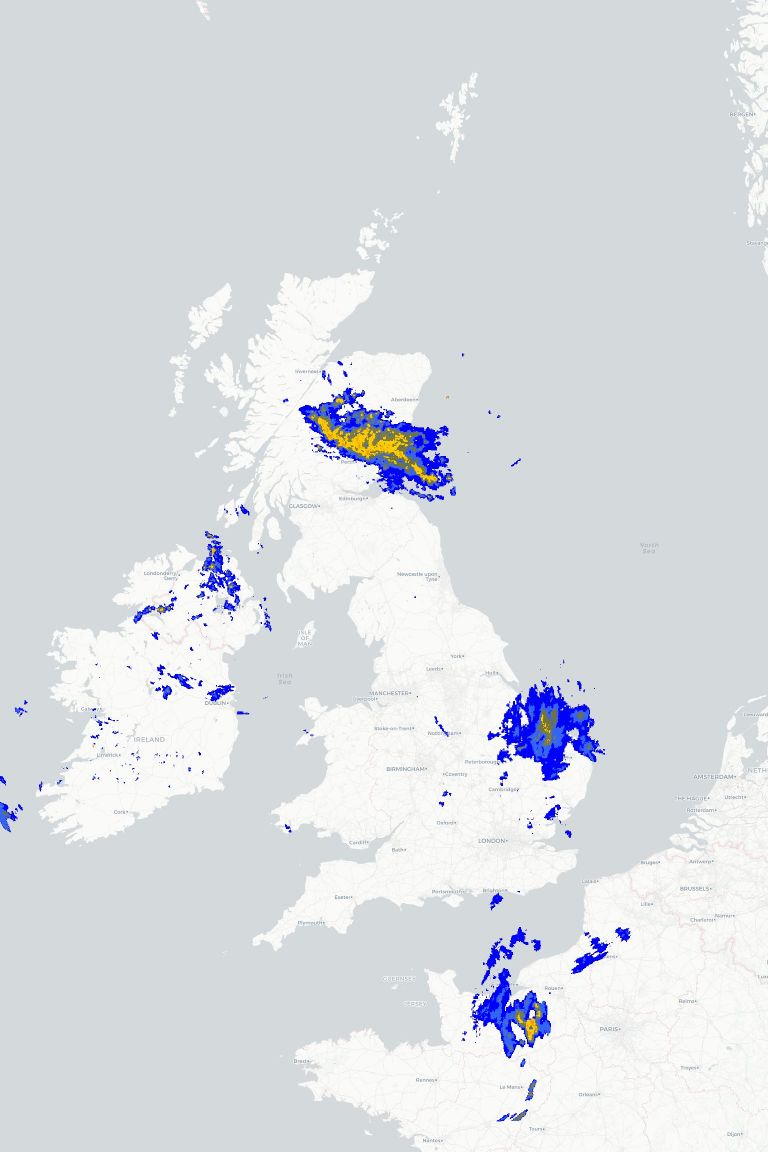 BERGEN
Inverness
Aberdeen
Perth
Edinburgh
GLASGOW
North
Sea
Londonderry/
Derry
Newcastle upon
Tyne
ISLE
OF
MAN
York
Leeds
Hull
Irish
Sea
MANCHESTER
Liverpool
DUBLIN
Galway
Stoke-on-Trent
Nottingham
IRELAND
Limerick
Peterborough
BIRMINGHAM
Coventry
AMSTERDAM
Cambridge
THE HAGUE
Utrecht
Rotterdam
Cork
Oxford
Cardiff
Bath
LONDON
Bruges
Antwerp
Calais
BRUSSELS
Portsmouth
Brighton
Exeter
Lille
Charleroi
Namur
Plymouth
GUERNSEY
Rouen
JERSEY
Reims
PARIS
Brest
Troyes
Rennes
Le Mans
Orléans
Tours
Nantes
Dijon